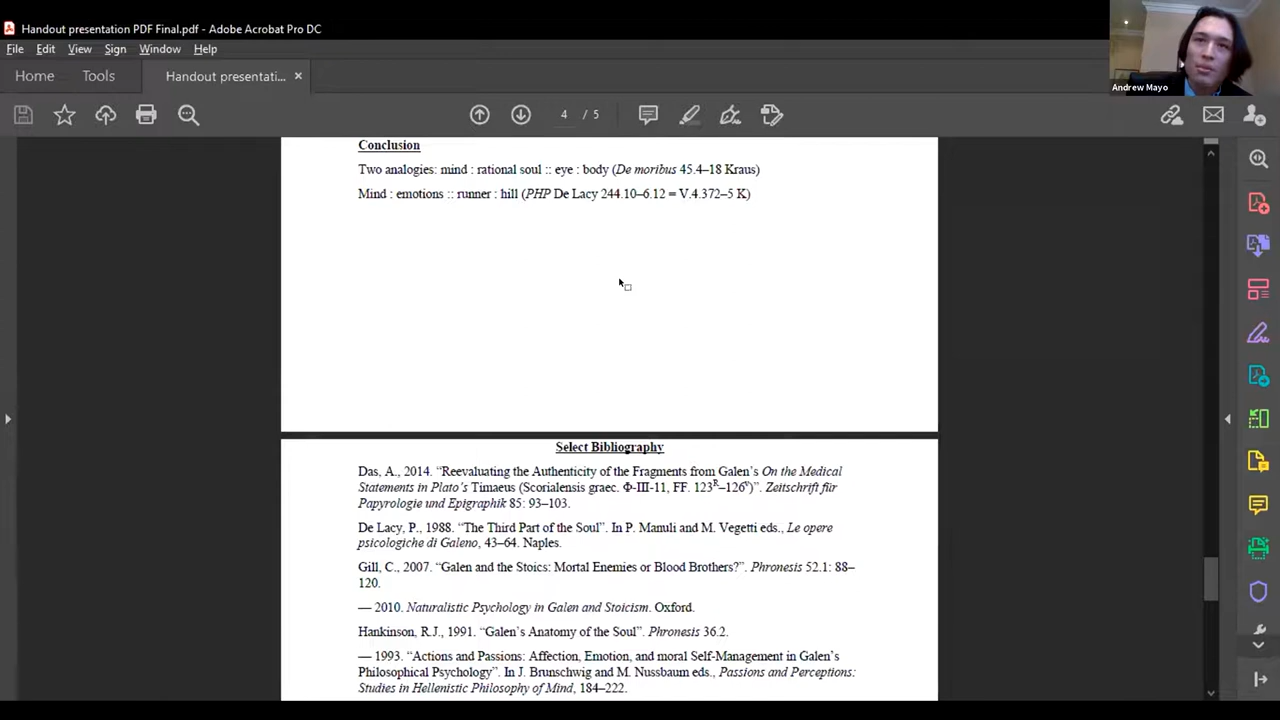 Handout presentation PDF Final.pdf - Adobe Acrobat Pro DC
File Edit View Sign Window Help
Home Tools Handout presentati... ×
4 / 5
Andrew Mayo
Conclusion
Two analogies: mind : rational soul :: eye : body (De moribus 45.4–18 Kraus)
Mind : emotions :: runner : hill (PHP De Lacy 244.10–6.12 = V.4.372–5 K)
Select Bibliography
Das, A., 2014. “Reevaluating the Authenticity of the Fragments from Galen’s On the Medical
Statements in Plato’s Timaeus (Scorialensis graec. Φ-III-11, FF. 123R–126v)”. Zeitschrift für
Papyrologie und Epigraphik 85: 93–103.
De Lacy, P., 1988. “The Third Part of the Soul”. In P. Manuli and M. Vegetti eds., Le opere
psicologiche di Galeno, 43–64. Naples.
Gill, C., 2007. “Galen and the Stoics: Mortal Enemies or Blood Brothers?”. Phronesis 52.1: 88–
120.
— 2010. Naturalistic Psychology in Galen and Stoicism. Oxford.
Hankinson, R.J., 1991. “Galen’s Anatomy of the Soul”. Phronesis 36.2.
— 1993. “Actions and Passions: Affection, Emotion, and moral Self-Management in Galen’s
Philosophical Psychology”. In J. Brunschwig and M. Nussbaum eds., Passions and Perceptions:
Studies in Hellenistic Philosophy of Mind, 184–222.